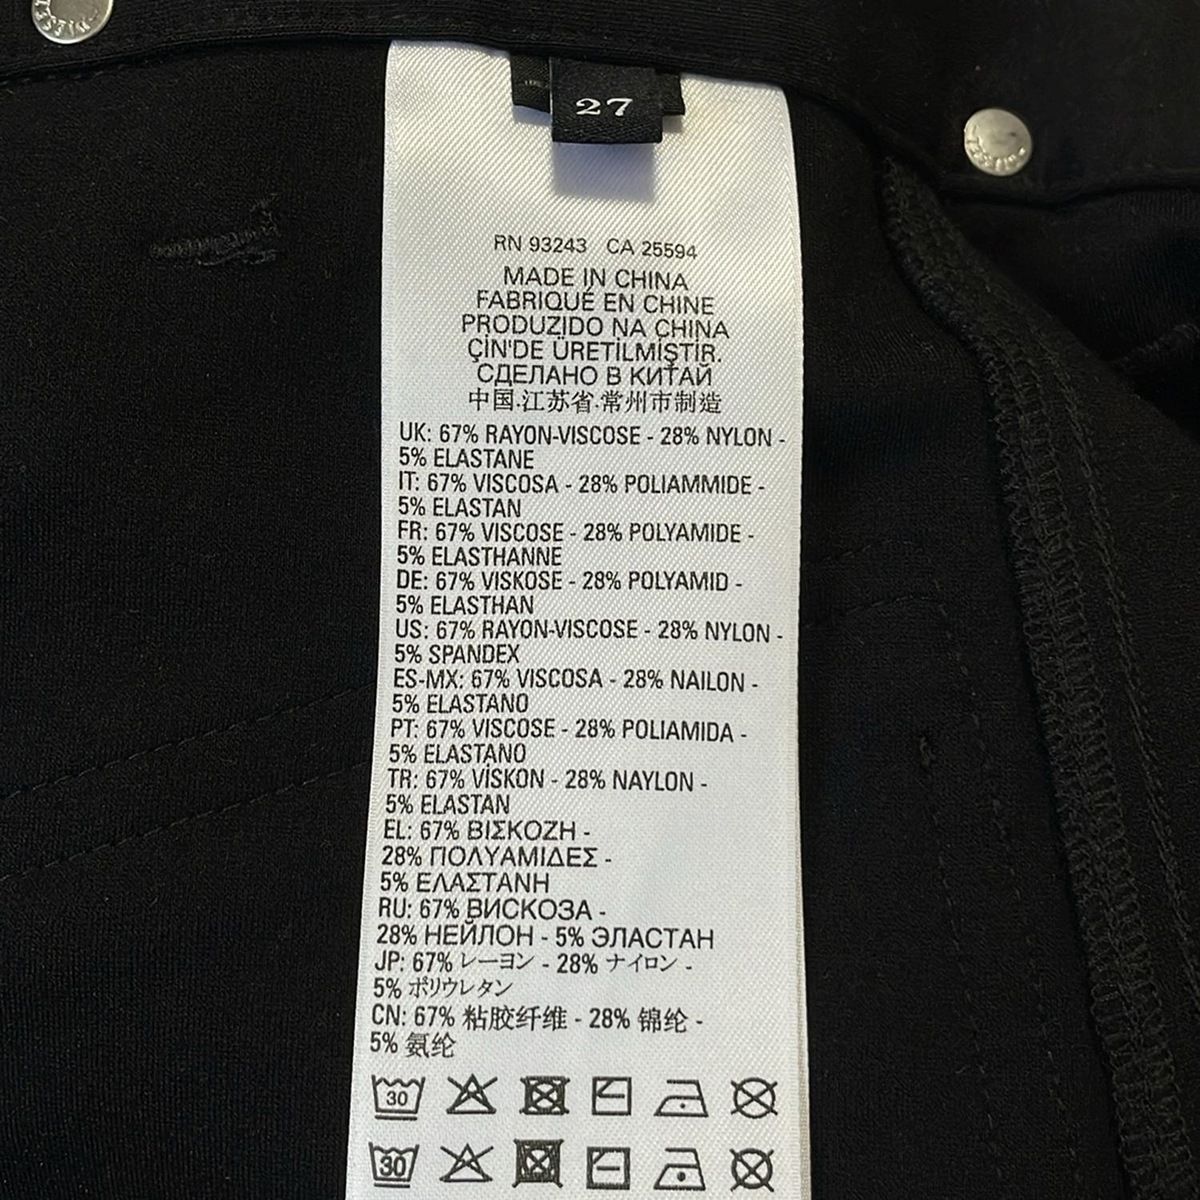 27
RN 93243 CA 25594
MADE IN CHINA
FABRIQUÉ EN CHINE
PRODUZIDO NA CHINA
ÇİN'DE ÜRETİLMİŞTİR.
СДЕЛАНО В КИТАЙ
中国.江苏省.常州市制造
UK: 67% RAYON-VISCOSE - 28% NYLON -
5% ELASTANE
IT: 67% VISCOSA - 28% POLIAMMIDE -
5% ELASTAN
FR: 67% VISCOSE - 28% POLYAMIDE -
5% ELASTHANNE
DE: 67% VISKOSE - 28% POLYAMID -
5% ELASTHAN
US: 67% RAYON-VISCOSE - 28% NYLON -
5% SPANDEX
ES-MX: 67% VISCOSA - 28% NAILON -
5% ELASTANO
PT: 67% VISCOSE - 28% POLIAMIDA -
5% ELASTANO
TR: 67% VİSKON - 28% NAYLON -
5% ELASTAN
EL: 67% ΒΙΣΚΟΖΗ -
28% ΠΟΛΥΑΜΙΔΕΣ -
5% ΕΛΑΣΤΑΝΗ
RU: 67% ВИСКОЗА -
28% НЕЙЛОН - 5% ЭЛАСТАН
JP: 67% レーヨン - 28% ナイロン -
5% ポリウレタン
CN: 67% 粘胶纤维 - 28% 锦纶 -
5% 氨纶
30
30